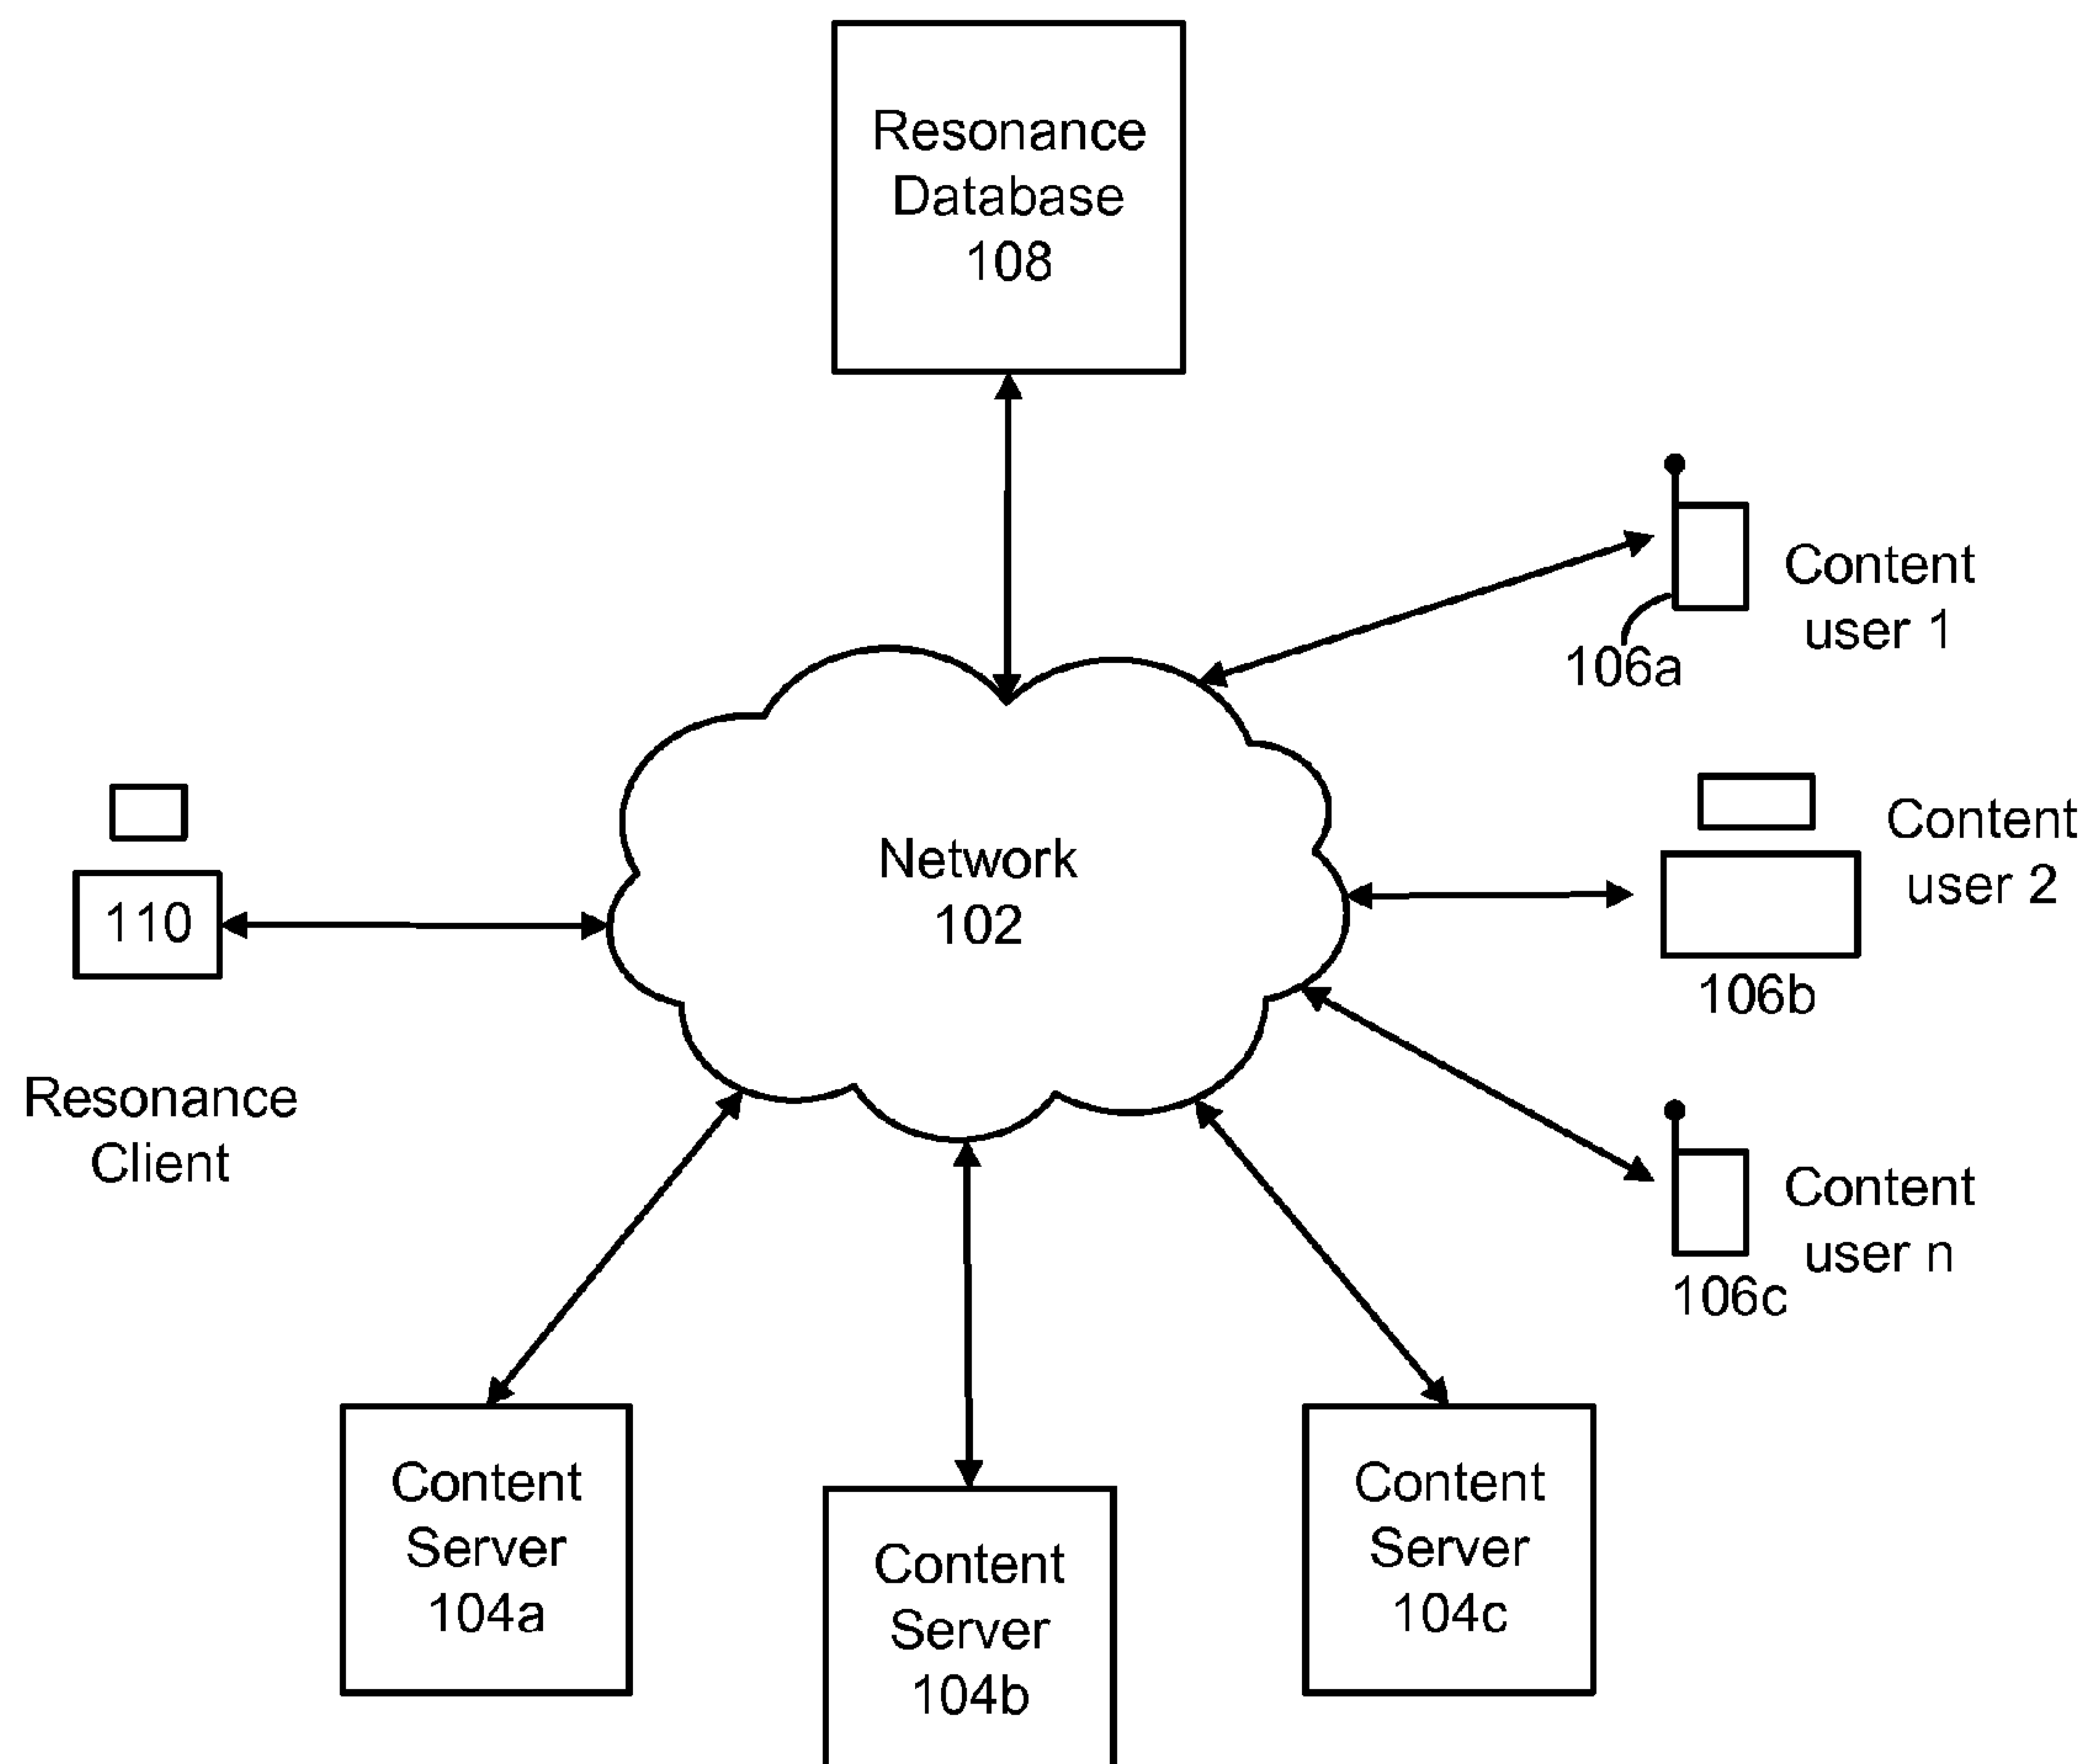 Resonance
Database
108
Content
user 1
106a
Network
102
Content
user 2
106b
110
Resonance
Client
Content
user n
106c
Content
Server
104a
Content
Server
104b
Content
Server
104c